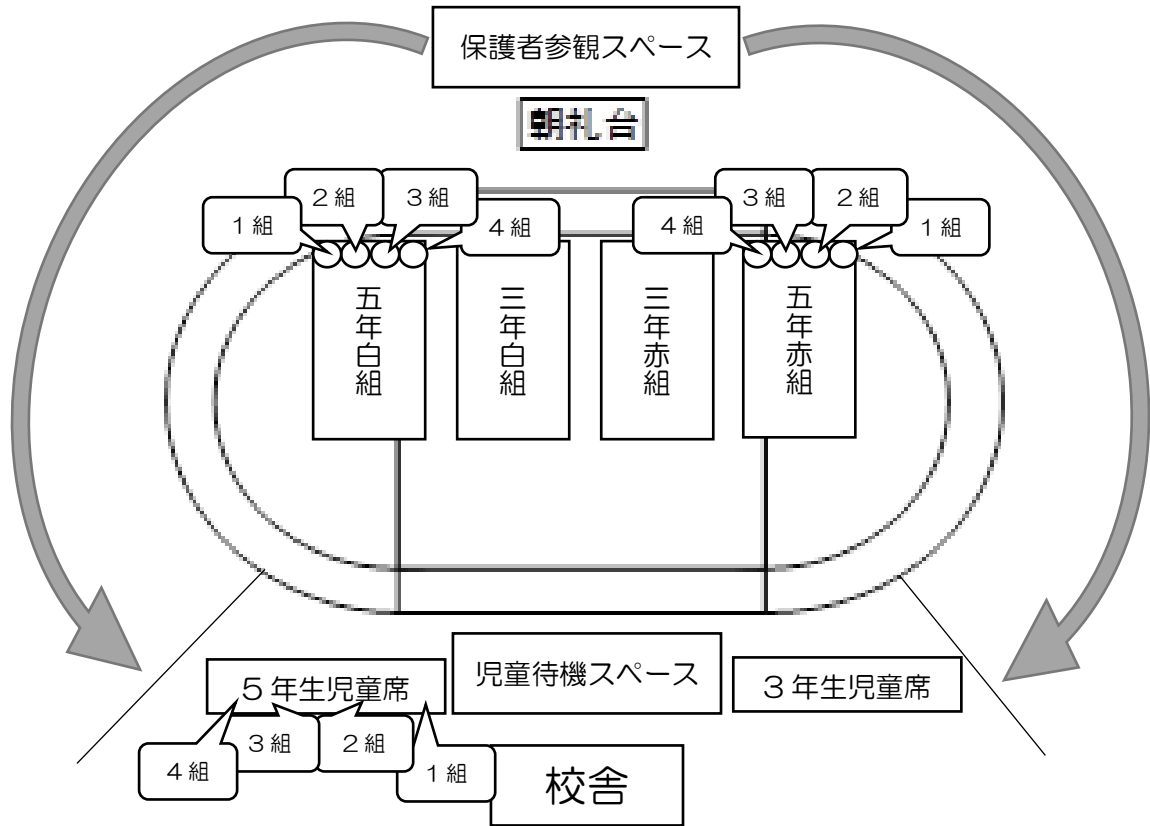 保護者参観スペース
朝礼台
2組
3組
3組
2組
1組
4組
4組
1組
五年白組
三年白組
三年赤組
五年赤組
5年生児童席
児童待機スペース
3年生児童席
4組
3組
2組
1組
校舎